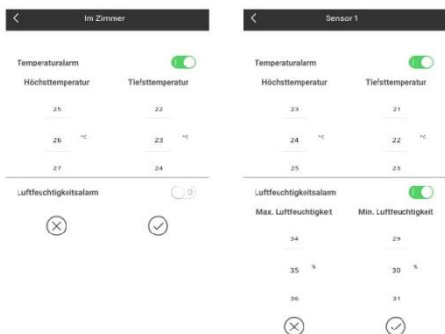 Im Zimmer
Temperaturalarm
Höchsttemperatur Tiefsttemperatur
25 22
26 °C 23 °C
27 24
Luftfeuchtigkeitsalarm
Sensor 1
Temperaturalarm
Höchsttemperatur Tiefsttemperatur
23 21
24 °C 22 °C
25 23
Luftfeuchtigkeitsalarm
Max. Luftfeuchtigket Min. Luftfeuchtigkeit
34 29
35 % 30 %
36 31